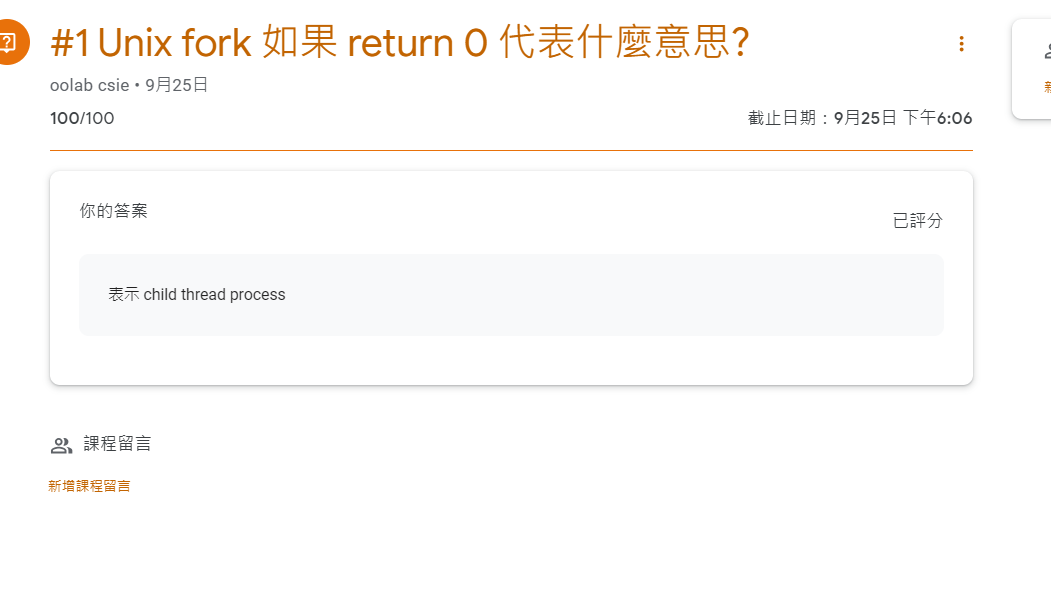 #1 Unix fork 如果 return 0 代表什麼意思?
oolab csie • 9月25日
100/100
截止日期：9月25日 下午6:06
你的答案
已評分
表示 child thread process
課程留言
新增課程留言